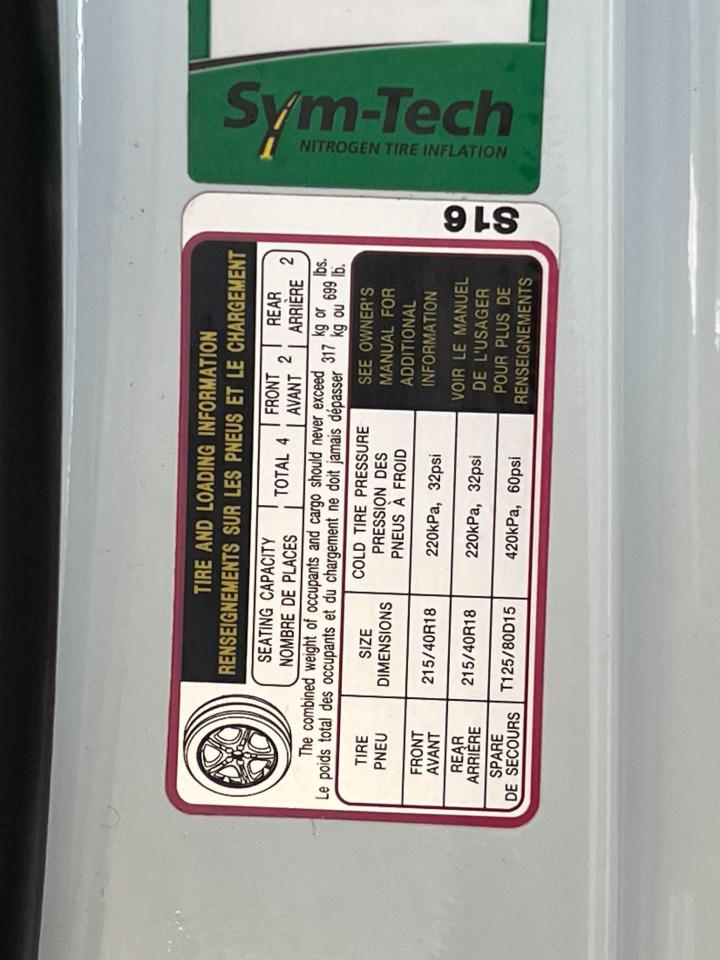 Sym-Tech
NITROGEN TIRE INFLATION
S16
TIRE AND LOADING INFORMATION
RENSEIGNEMENTS SUR LES PNEUS ET LE CHARGEMENT
SEATING CAPACITY
NOMBRE DE PLACES
TOTAL 4
FRONT
AVANT 2
REAR
ARRIÈRE 2
The combined weight of occupants and cargo should never exceed 317 kg or 699 lbs.
Le poids total des occupants et du chargement ne doit jamais dépasser 317 kg ou 699 lb.
TIRE
PNEU
SIZE
DIMENSIONS
COLD TIRE PRESSURE
PRESSION DES
PNEUS À FROID
FRONT
AVANT
215/40R18
220kPa, 32psi
REAR
ARRIÈRE
215/40R18
220kPa, 32psi
SPARE
DE SECOURS
T125/80D15
420kPa, 60psi
SEE OWNER'S
MANUAL FOR
ADDITIONAL
INFORMATION
VOIR LE MANUEL
DE L'USAGER
POUR PLUS DE
RENSEIGNEMENTS